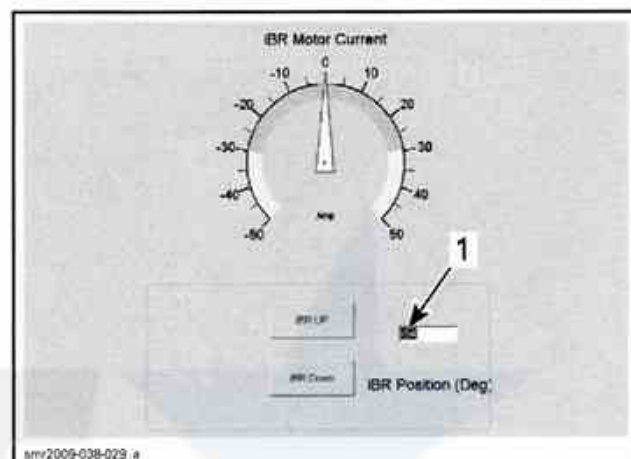 iBR Motor Current
0
-10 10
-20 20
-30 30
-40 40
-50 50
Amp
1
iBR UP
iBR Down
iBR Position (Deg)
smr2009-038-029_a